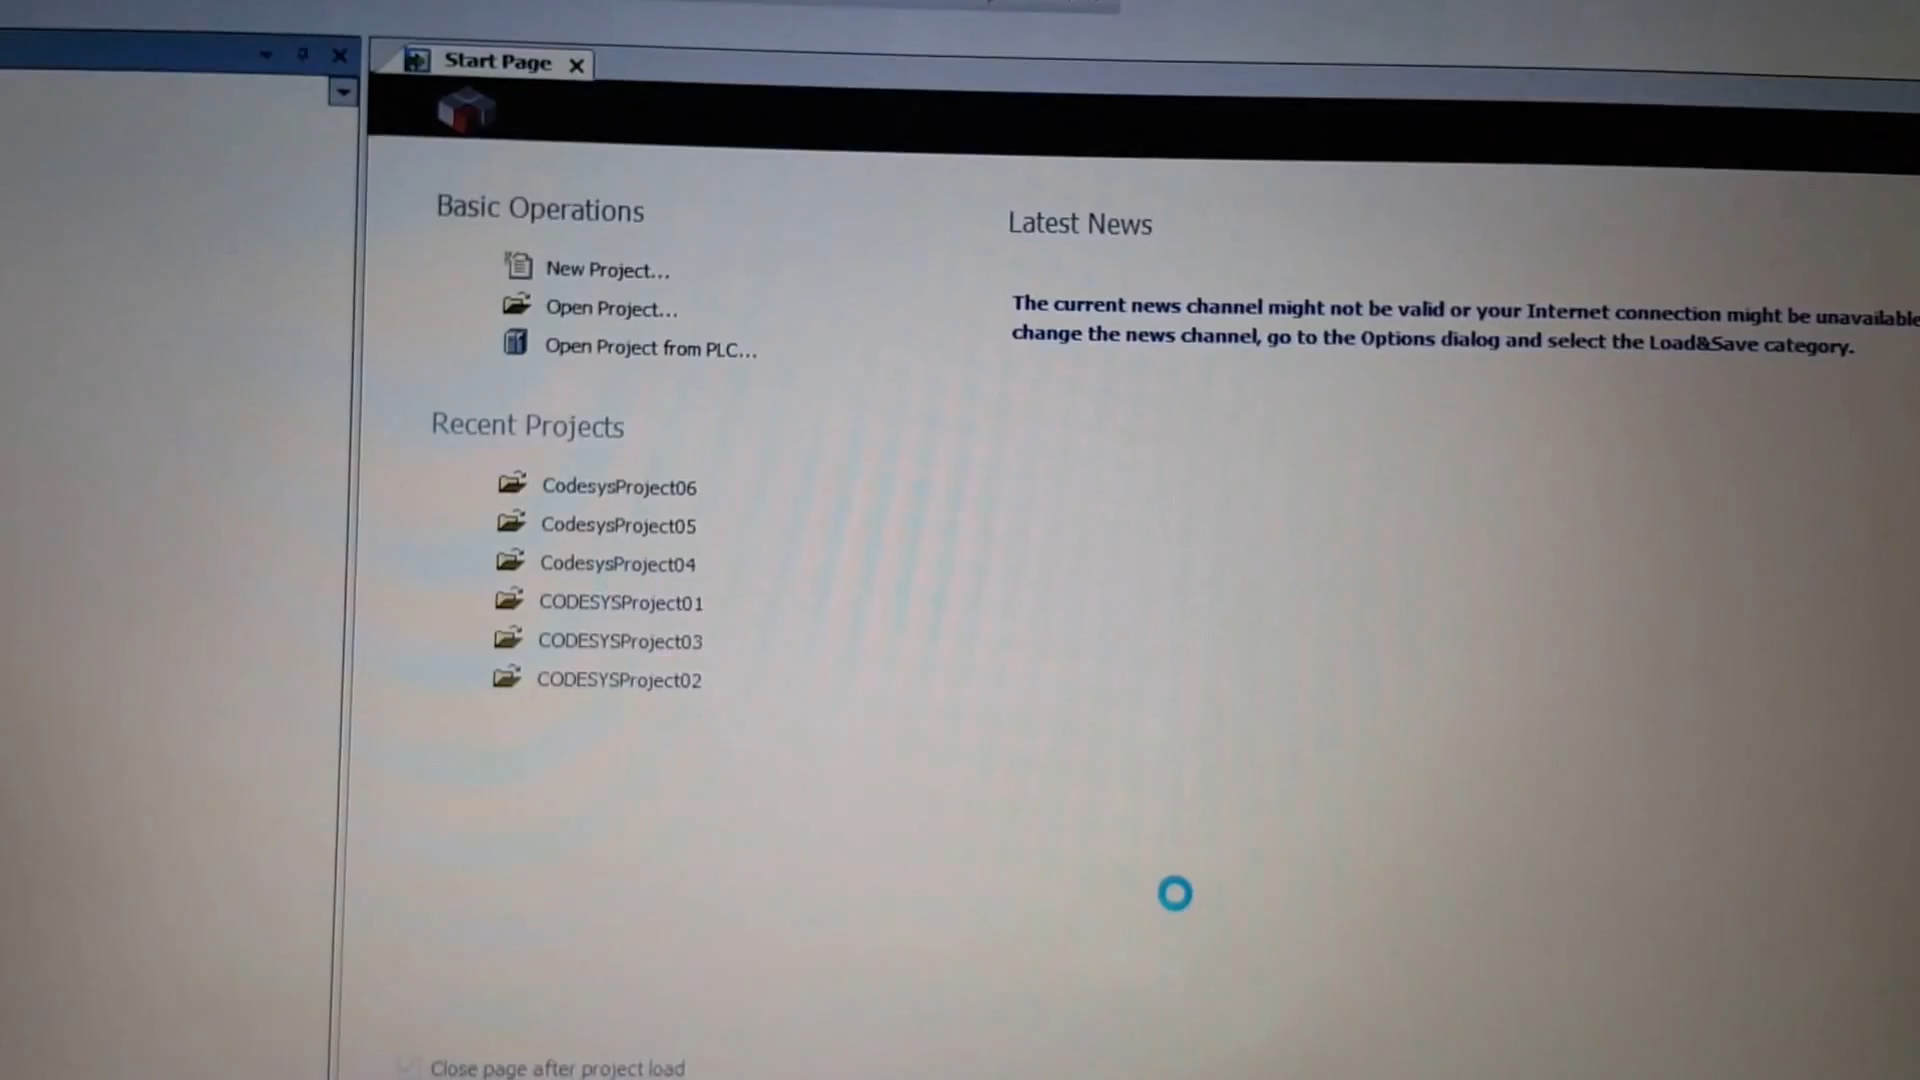 Start Page
Basic Operations
New Project...
Open Project...
Open Project from PLC...
Recent Projects
CodesysProject06
CodesysProject05
CodesysProject04
CODESYSProject01
CODESYSProject03
CODESYSProject02
Close page after project load
Latest News
The current news channel might not be valid or your Internet connection might be unavailable
change the news channel, go to the Options dialog and select the Load&Save category.